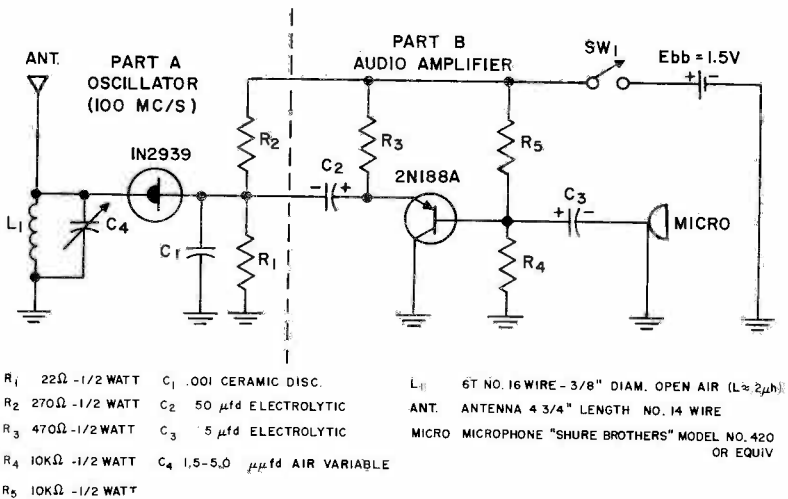 ANT.
PART A
OSCILLATOR
(100 MC/S)
PART B
AUDIO AMPLIFIER
SW1
Ebb = 1.5V
+ -
R2
R3
R5
1N2939
C2
- +
2N188A
C3
+ -
L1
C4
C1
R1
R4
MICRO
R1 22Ω -1/2 WATT
R2 270Ω -1/2 WATT
R3 470Ω -1/2 WATT
R4 10KΩ -1/2 WATT
R5 10KΩ -1/2 WATT
C1 .001 CERAMIC DISC.
C2 50 μfd ELECTROLYTIC
C3 5 μfd ELECTROLYTIC
C4 1,5-5,0 μμfd AIR VARIABLE
L1 6T NO. 16 WIRE - 3/8" DIAM. OPEN AIR (L≈2μh)
ANT. ANTENNA 4 3/4" LENGTH NO. 14 WIRE
MICRO MICROPHONE "SHURE BROTHERS" MODEL NO. 420
OR EQUIV